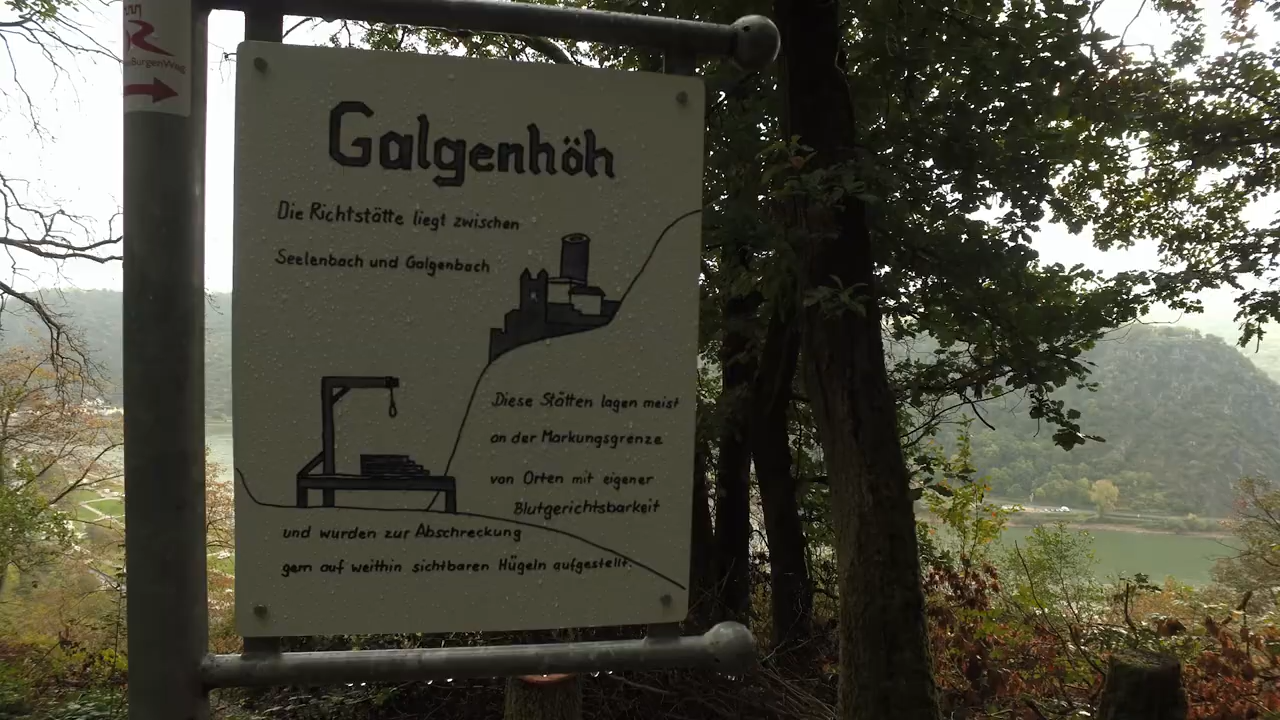 BurgenWeg
Galgenhöh
Die Richtstätte liegt zwischen
Seelenbach und Galgenbach
Diese Stätten lagen meist
an der Markungsgrenze
von Orten mit eigener
Blutgerichtsbarkeit
und wurden zur Abschreckung
gern auf weithin sichtbaren Hügeln aufgestellt.